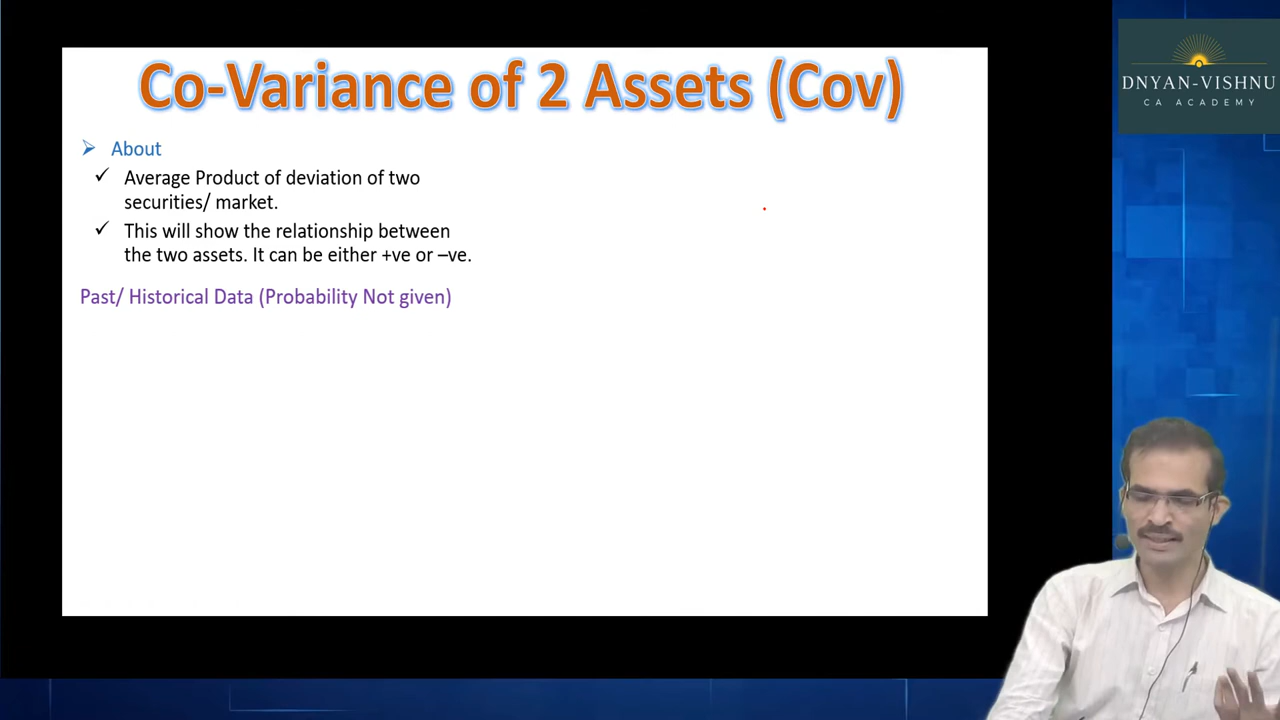 Co-Variance of 2 Assets (Cov)
DNYAN-VISHNU
CA ACADEMY
➢ About
✓ Average Product of deviation of two
securities/ market.
✓ This will show the relationship between
the two assets. It can be either +ve or –ve.
Past/ Historical Data (Probability Not given)